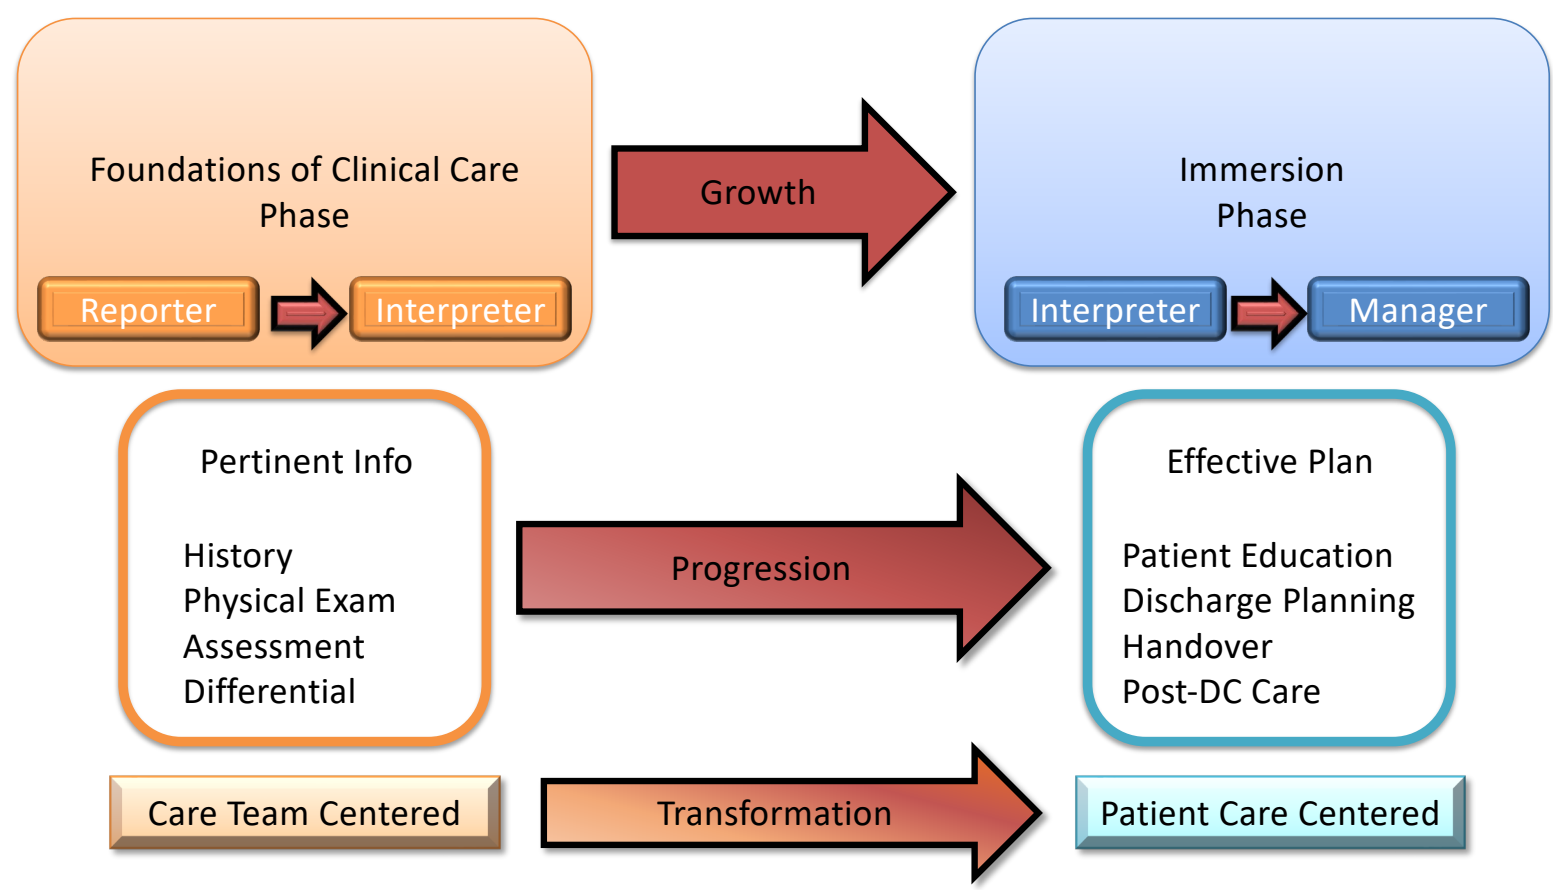 Foundations of Clinical Care
Phase
Reporter
Interpreter
Growth
Immersion
Phase
Interpreter
Manager
Pertinent Info
History
Physical Exam
Assessment
Differential
Progression
Effective Plan
Patient Education
Discharge Planning
Handover
Post-DC Care
Care Team Centered
Transformation
Patient Care Centered